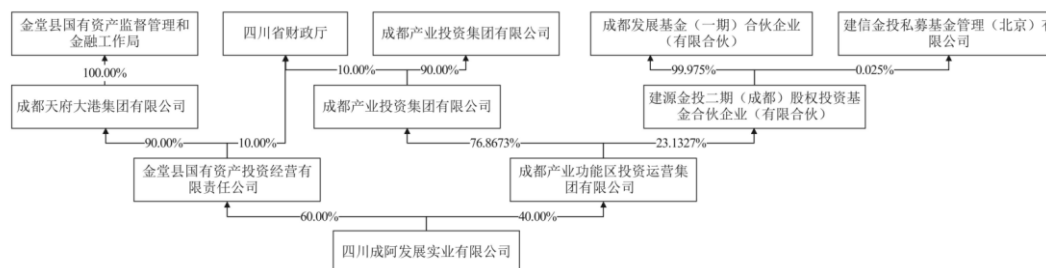 金堂县国有资产监督管理和
金融工作局
四川省财政厅
成都产业投资集团有限公司
成都发展基金（一期）合伙企业
（有限合伙）
建信金投私募基金管理（北京）有
限公司
100.00%
10.00%
90.00%
99.975%
0.025%
成都天府大港集团有限公司
成都产业投资集团有限公司
建源金投二期（成都）股权投资基
金合伙企业（有限合伙）
90.00%
10.00%
76.8673%
23.1327%
金堂县国有资产投资经营有
限责任公司
成都产业功能区投资运营集
团有限公司
60.00%
40.00%
四川成阿发展实业有限公司